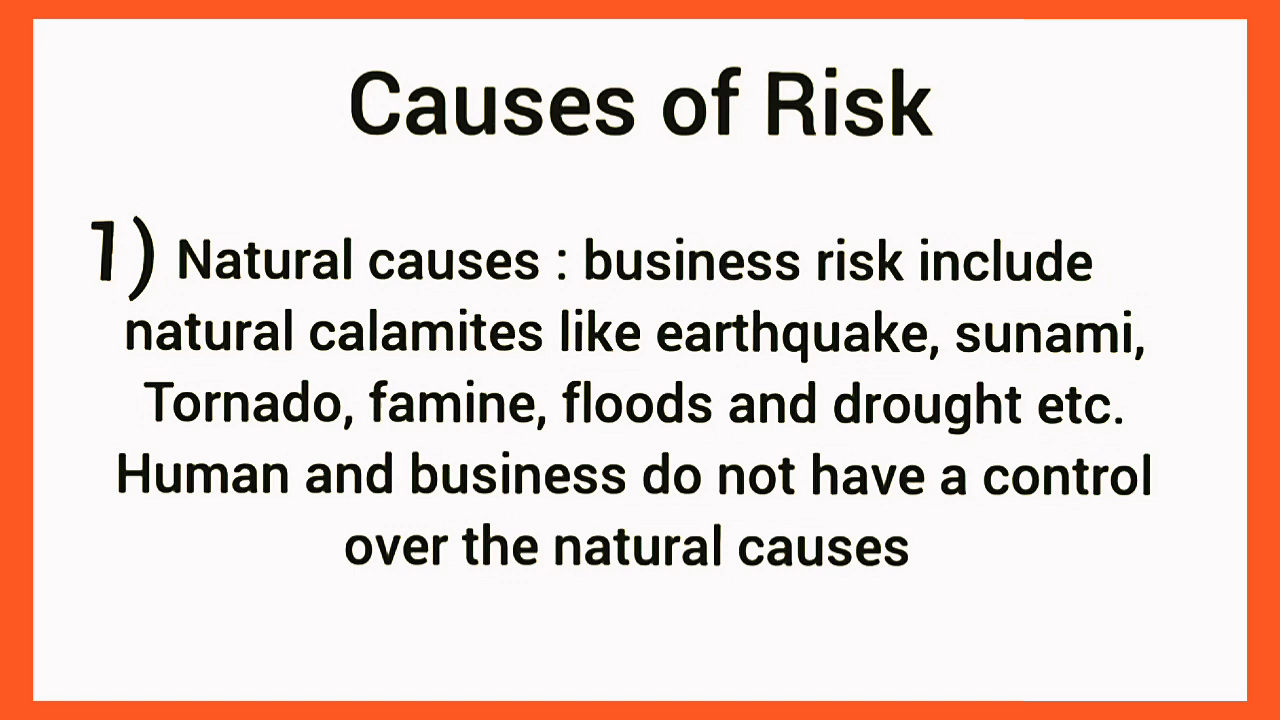 Causes of Risk
1) Natural causes : business risk include
natural calamites like earthquake, sunami,
Tornado, famine, floods and drought etc.
Human and business do not have a control
over the natural causes